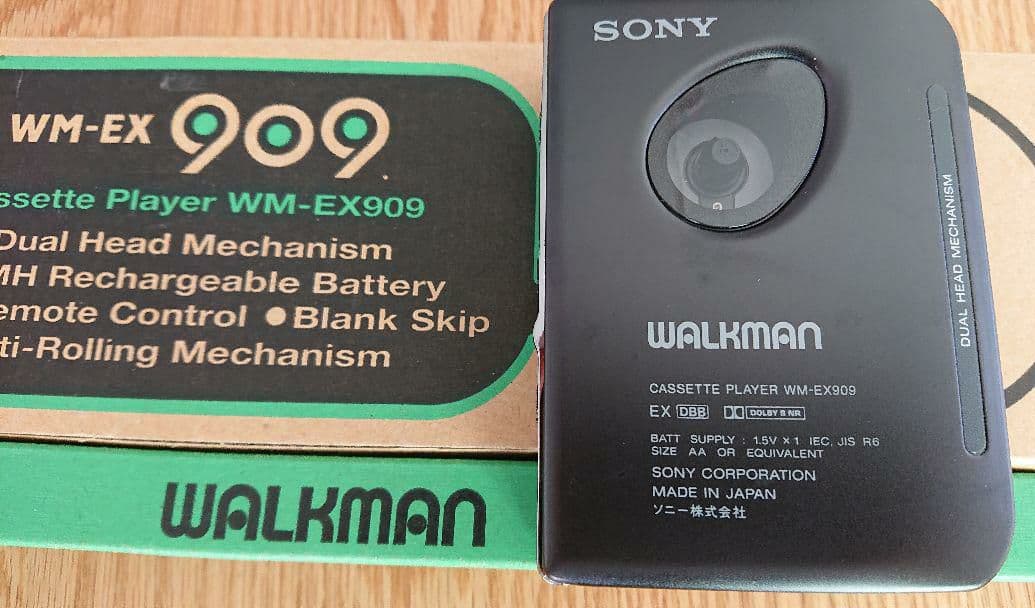 WM-EX 909
ssette Player WM-EX909
Dual Head Mechanism
MH Rechargeable Battery
emote Control ●Blank Skip
ti-Rolling Mechanism
WALKMAN
SONY
DUAL HEAD MECHANISM
WALKMAN
CASSETTE PLAYER WM-EX909
EX DBB DOLBY B NR
BATT SUPPLY : 1.5V × 1 IEC, JIS R6
SIZE AA OR EQUIVALENT
SONY CORPORATION
MADE IN JAPAN
ソニー株式会社